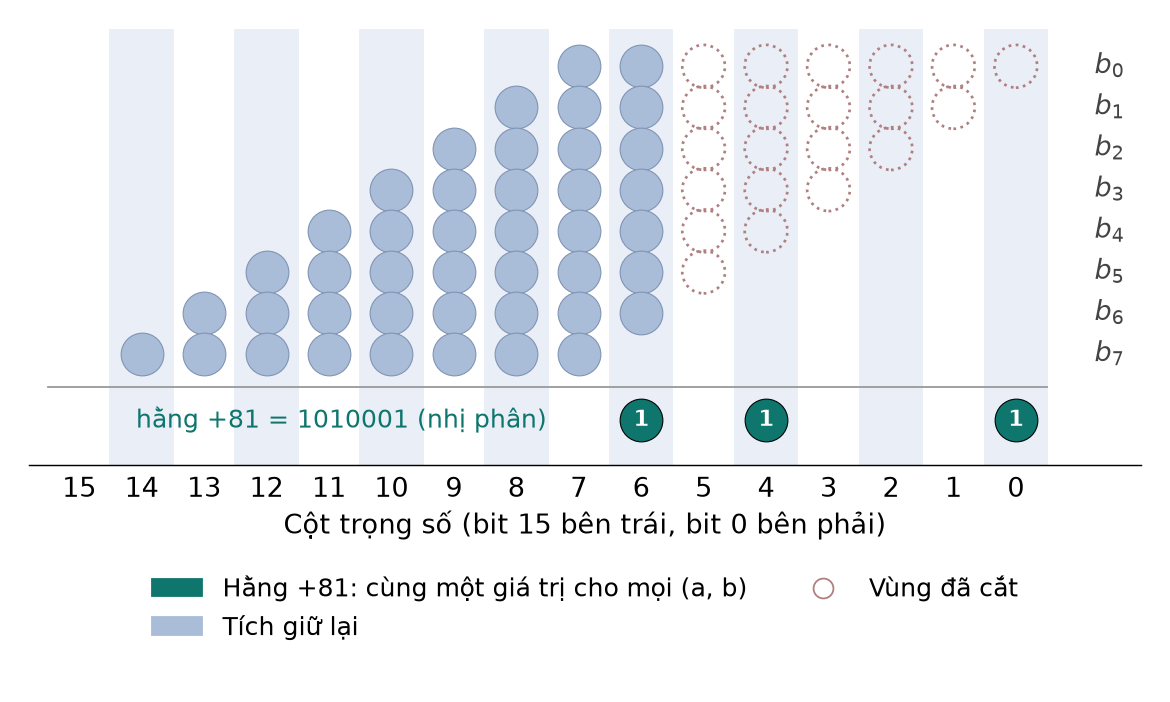 b0
b1
b2
b3
b4
b5
b6
b7
hằng +81 = 1010001 (nhị phân) 1 1 1
15 14 13 12 11 10 9 8 7 6 5 4 3 2 1 0
Cột trọng số (bit 15 bên trái, bit 0 bên phải)
Hằng +81: cùng một giá trị cho mọi (a, b)
Vùng đã cắt
Tích giữ lại